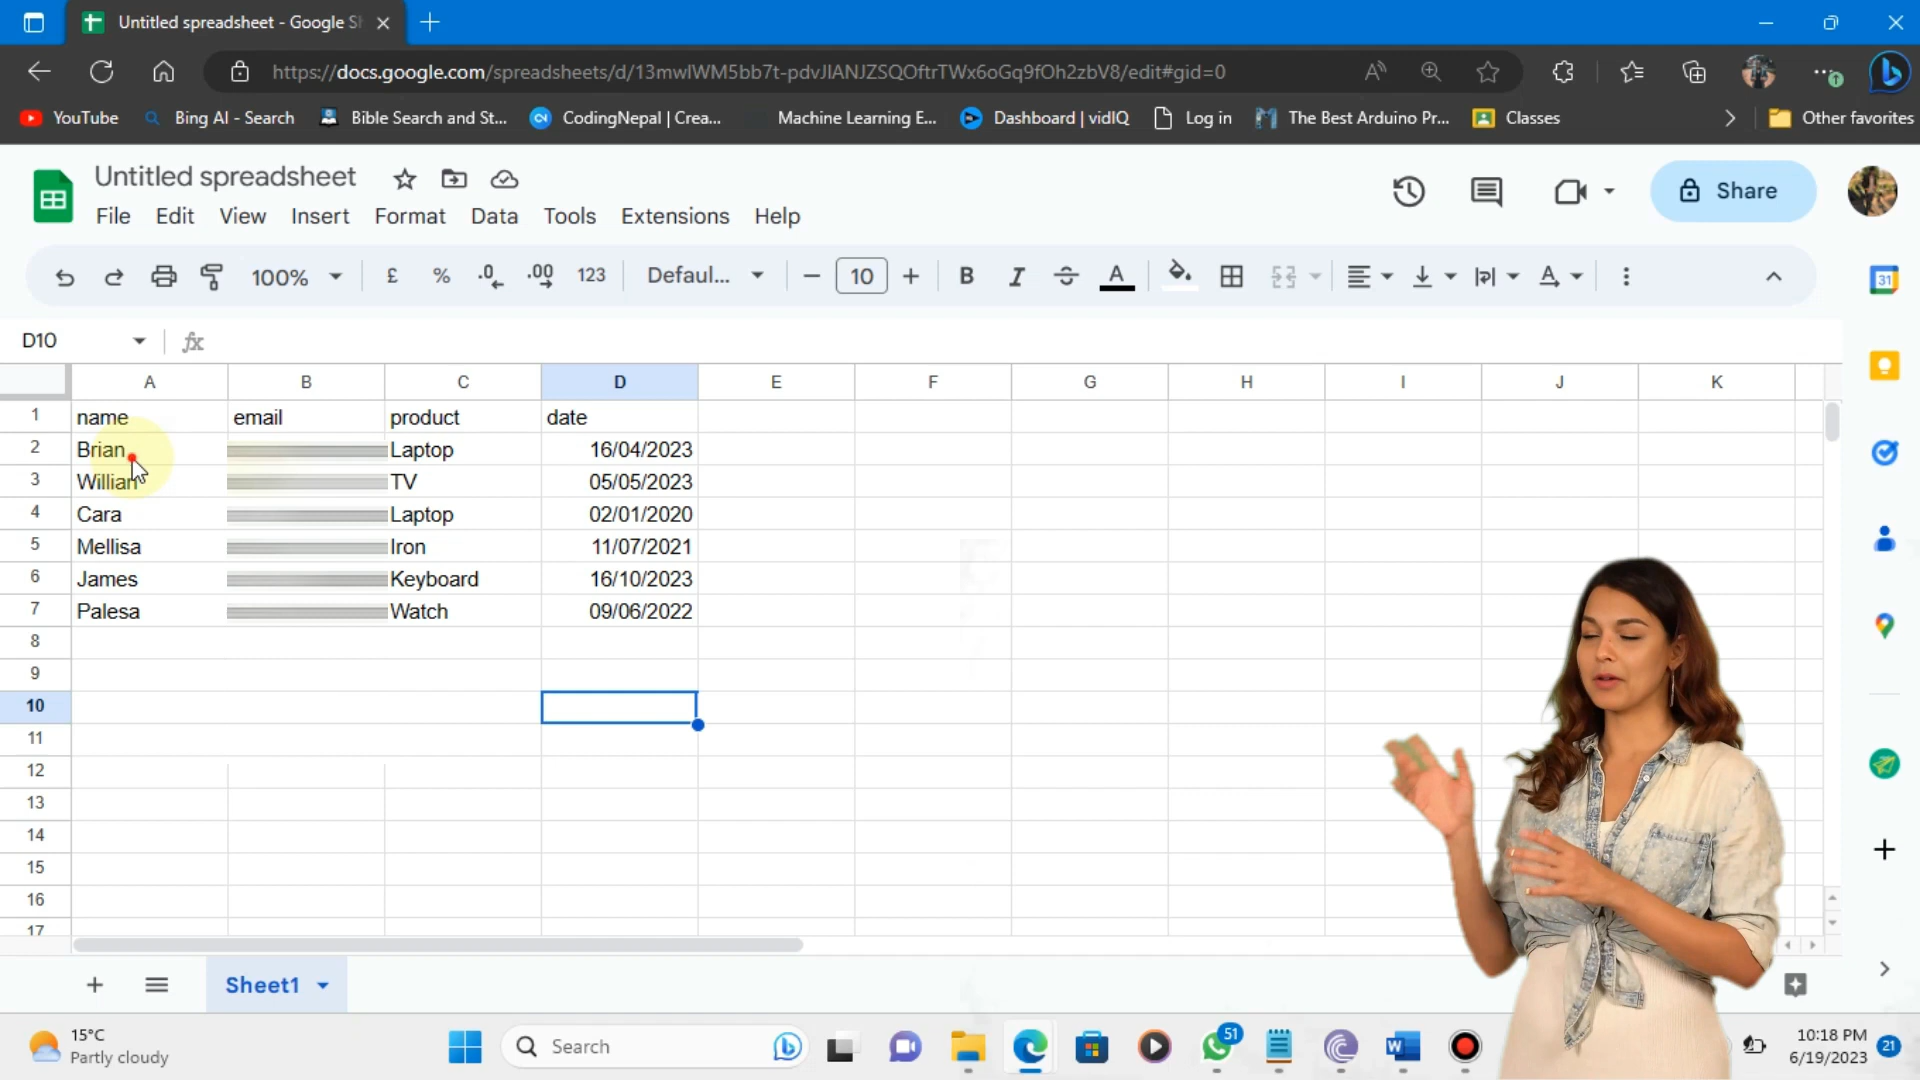 Untitled spreadsheet - Google Sh
https://docs.google.com/spreadsheets/d/13mwlWM5bb7t-pdvJIANJZSQOftrTWx6oGq9fOh2zbV8/edit#gid=0
YouTube Bing AI - Search Bible Search and St... CodingNepal | Crea... Machine Learning E... Dashboard | vidIQ Log in The Best Arduino Pr... Classes Other favorites
Untitled spreadsheet
File Edit View Insert Format Data Tools Extensions Help
Share
100% £ % .0 .00 123 Defaul... 10 B I S A
31
D10 fx
A B C D E F G H I J K
1 name email product date
2 Brian Laptop 16/04/2023
3 Willian TV 05/05/2023
4 Cara Laptop 02/01/2020
5 Mellisa Iron 11/07/2021
6 James Keyboard 16/10/2023
7 Palesa Watch 09/06/2022
8
9
10
11
12
13
14
15
16
17
Sheet1
15°C
Partly cloudy
Search
51
W
10:18 PM
6/19/2023
21